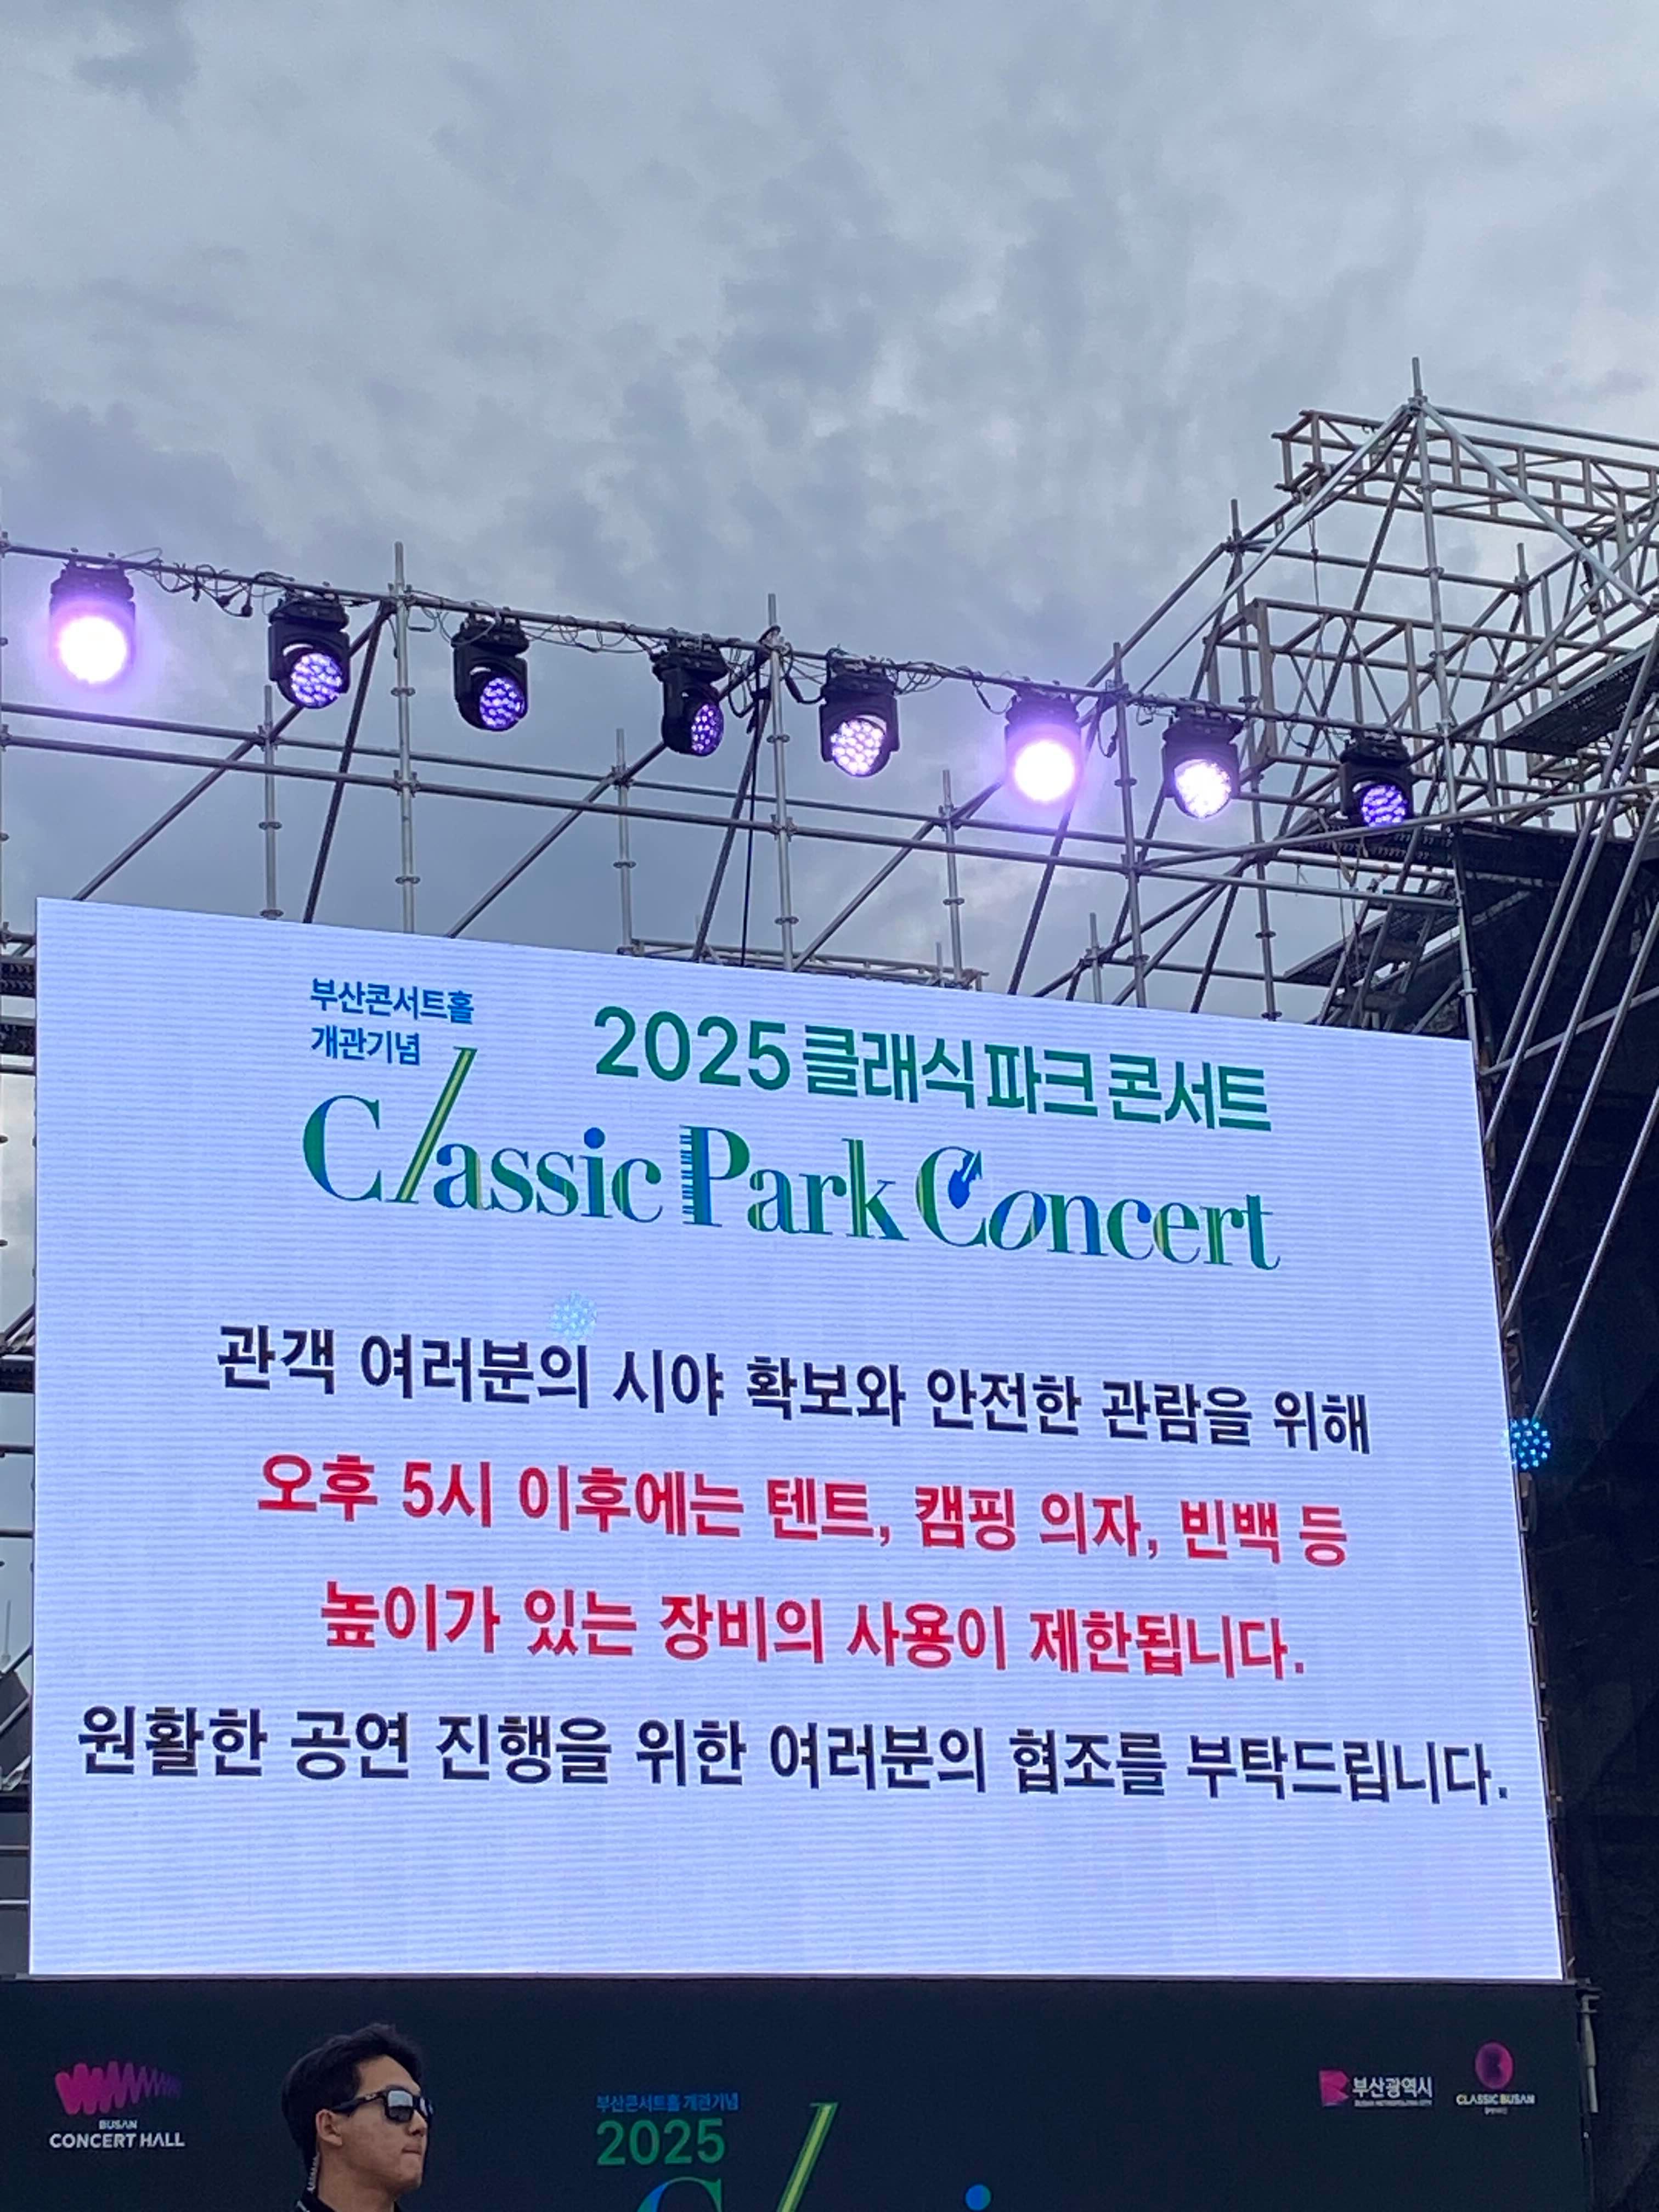 부산콘서트홀
개관기념
2025 클래식 파크 콘서트
Classic Park Concert
관객 여러분의 시야 확보와 안전한 관람을 위해
오후 5시 이후에는 텐트, 캠핑 의자, 빈백 등
높이가 있는 장비의 사용이 제한됩니다.
원활한 공연 진행을 위한 여러분의 협조를 부탁드립니다.
BUSAN
CONCERT HALL
부산콘서트홀 개관기념
2025
부산광역시
BUSAN METROPOLITAN CITY
CLASSIC BUSAN